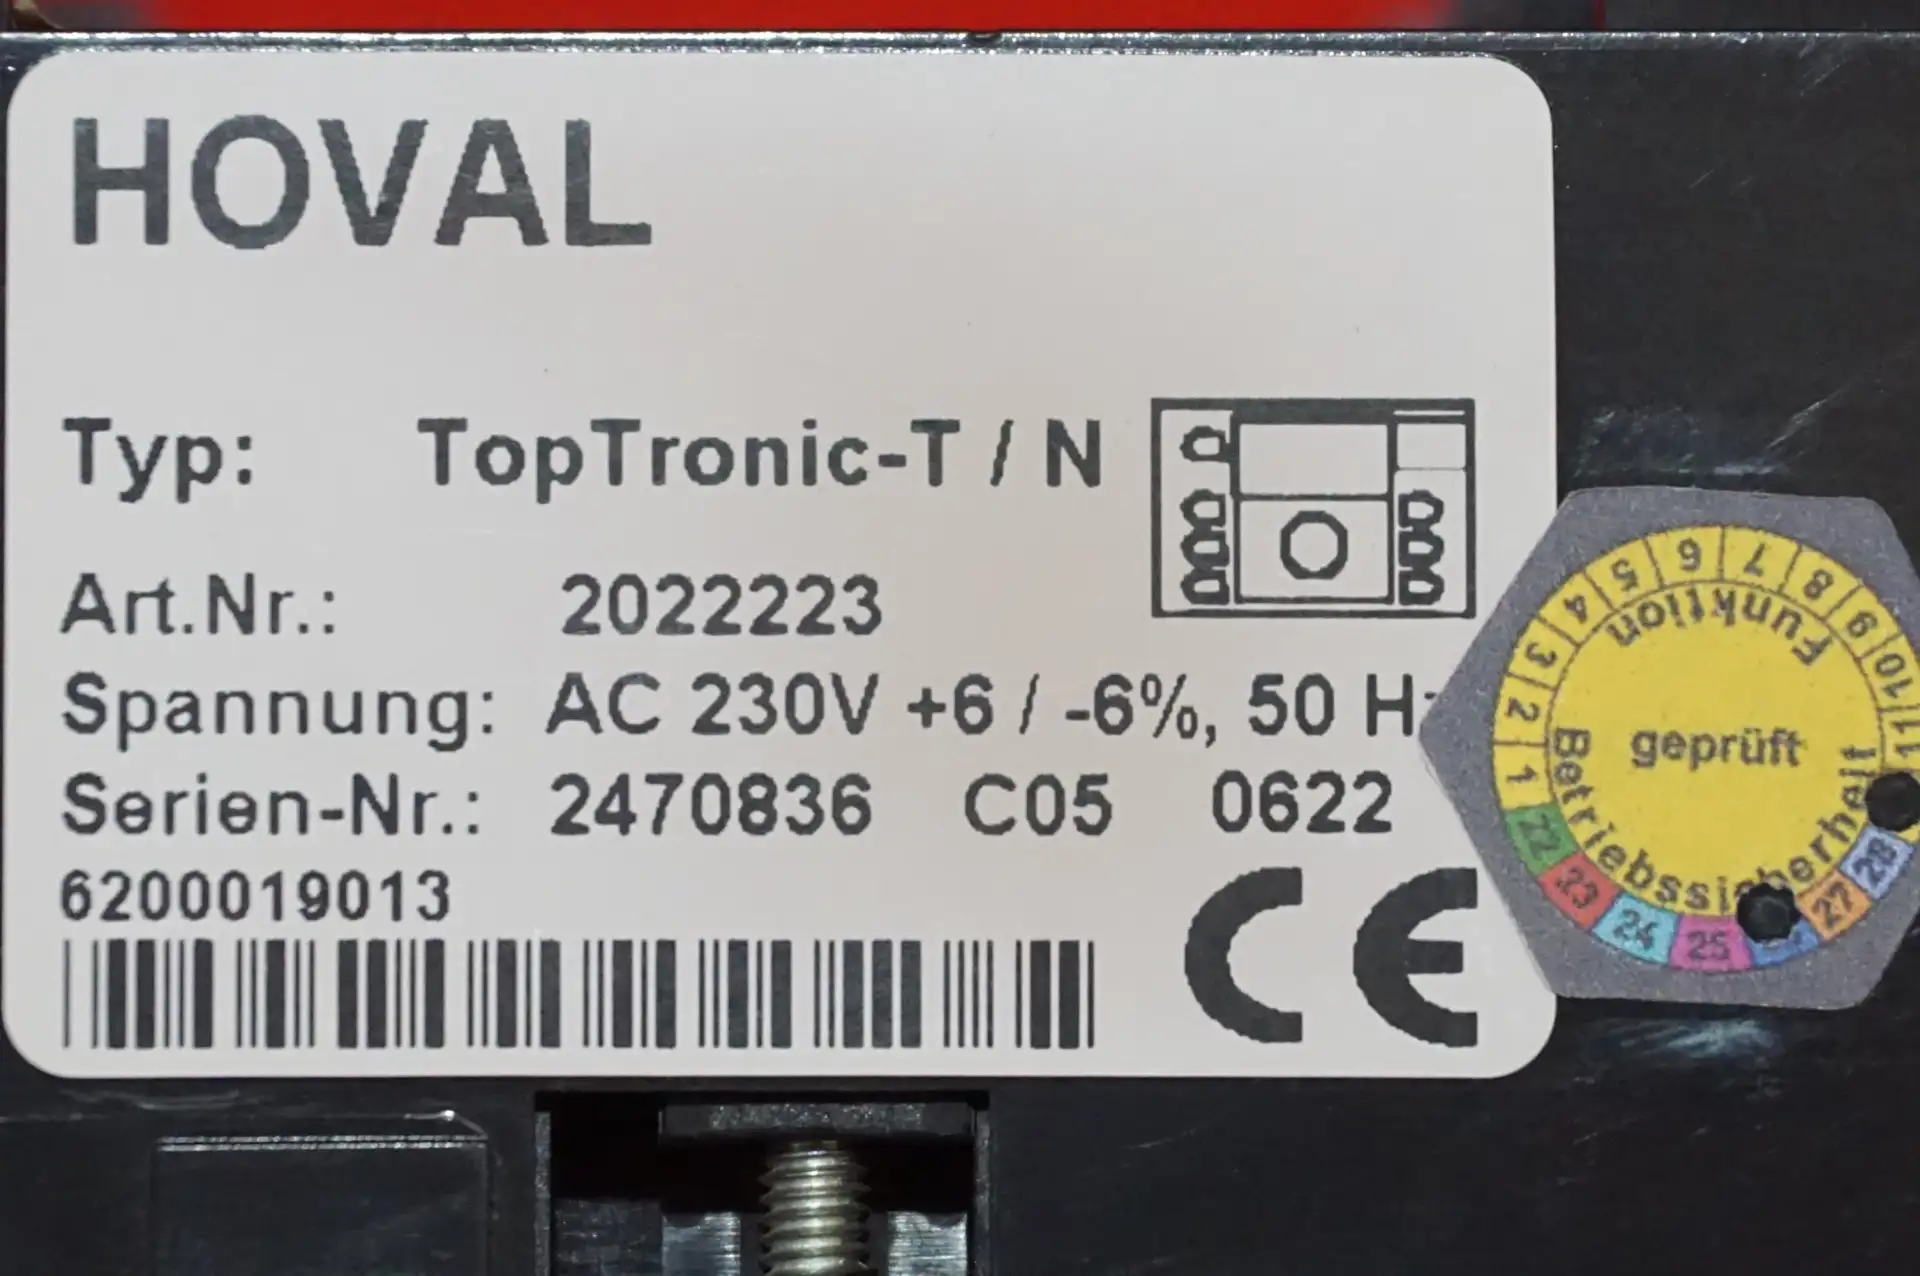 HOVAL
Typ: TopTronic-T / N
Art.Nr.: 2022223
Spannung: AC 230V +6 / -6%, 50 H
Serien-Nr.: 2470836 C05 0622
6200019013
CE
1 2 3 4 5 6 7 8 9 10 11
Funktion
geprüft
Betriebssicherheit
22 23 24 25 27 28